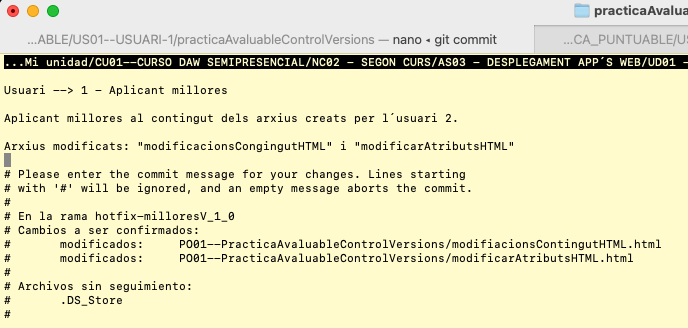 practicaAvalua
...ABLE/US01--USUARI-1/practicaAvaluableControlVersions — nano ◂ git commit
...CA_PUNTUABLE/US
...Mi unidad/CU01--CURSO DAW SEMIPRESENCIAL/NC02 - SEGON CURS/AS03 - DESPLEGAMENT APP´S WEB/UD01 -
Usuari --> 1 - Aplicant millores
Aplicant millores al contingut dels arxius creats per l´usuari 2.
Arxius modificats: "modificacionsCongingutHTML" i "modificarAtributsHTML"
# Please enter the commit message for your changes. Lines starting
# with '#' will be ignored, and an empty message aborts the commit.
#
# En la rama hotfix-milloresV_1_0
# Cambios a ser confirmados:
#       modificados:     PO01--PracticaAvaluableControlVersions/modifiacionsContingutHTML.html
#       modificados:     PO01--PracticaAvaluableControlVersions/modificarAtributsHTML.html
#
# Archivos sin seguimiento:
#       .DS_Store
#